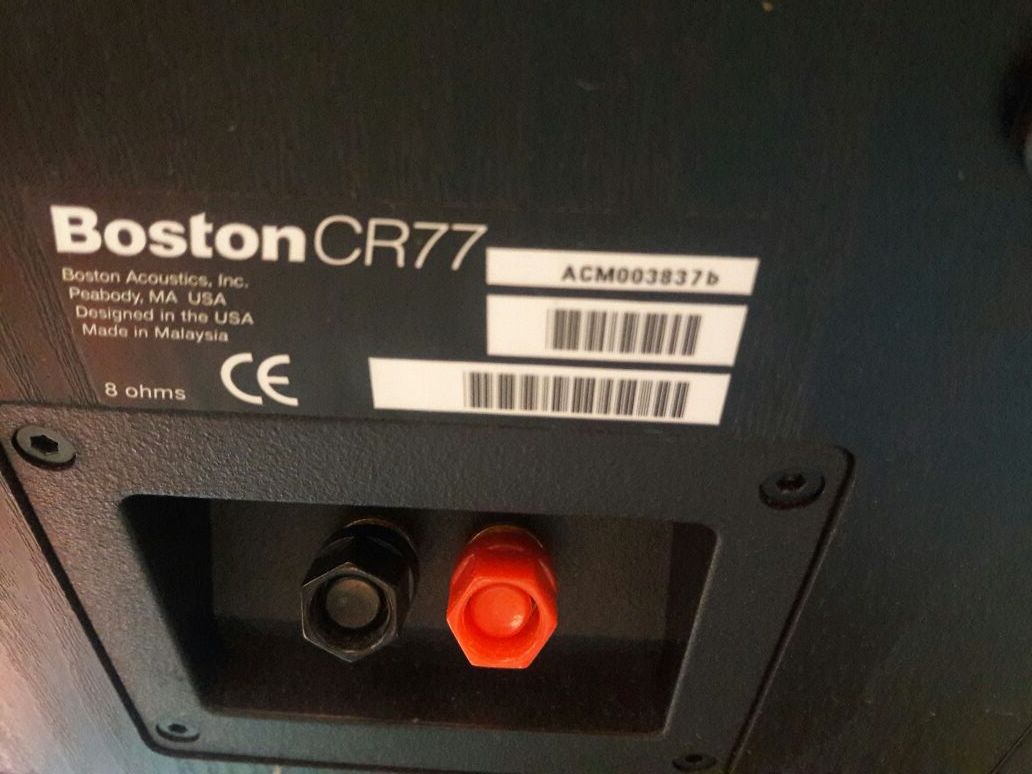 Boston CR77
ACM003837b
Boston Acoustics, Inc.
Peabody, MA USA
Designed in the USA
Made in Malaysia
8 ohms CE